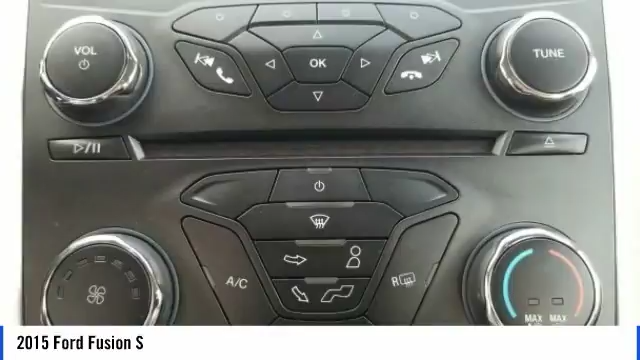 VOL
TUNE
OK
A/C
R
MAX
MAX
2015 Ford Fusion S